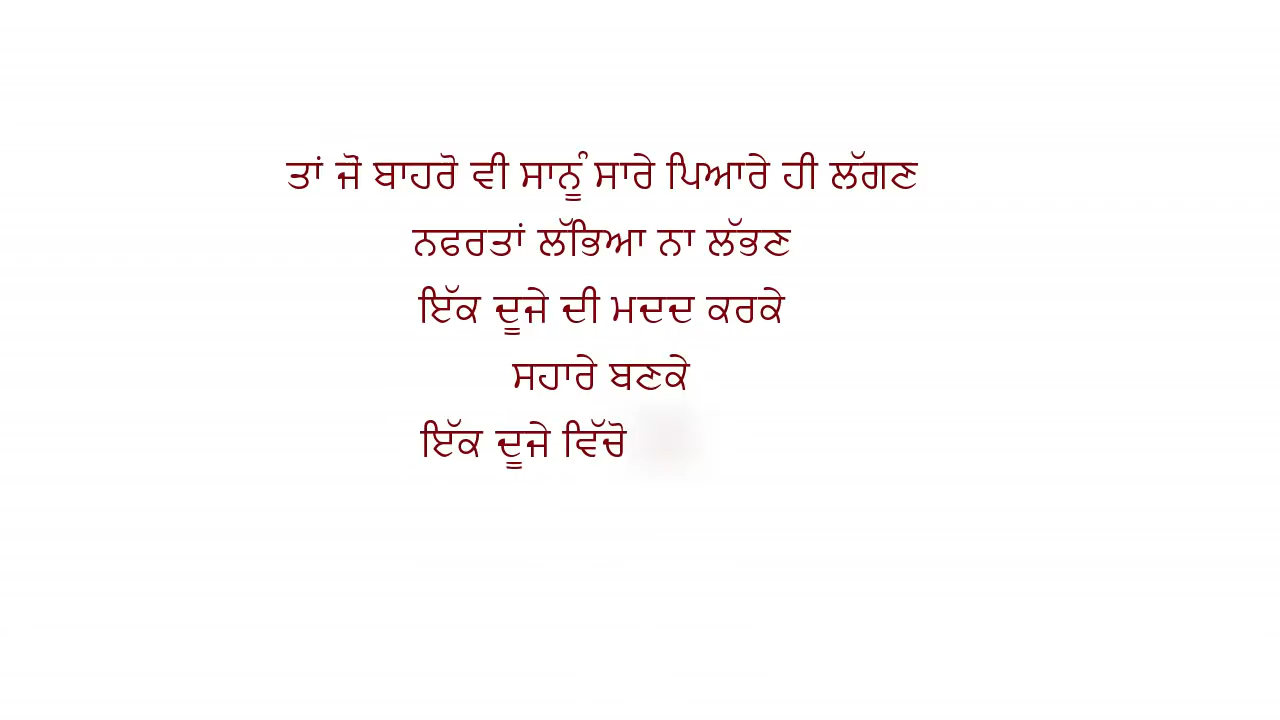 ਤਾਂ ਜੋਂ ਬਾਹਰੋ ਵੀ ਸਾਨੂੰ ਸਾਰੇ ਪਿਆਰੇ ਹੀ ਲੱਗਣ
ਨਫਰਤਾਂ ਲੱਭਿਆ ਨਾ ਲੱਭਣ
ਇੱਕ ਦੂਜੇ ਦੀ ਮਦਦ ਕਰਕੇ
ਸਹਾਰੇ ਬਣਕੇ
ਇੱਕ ਦੂਜੇ ਵਿੱਚੋ